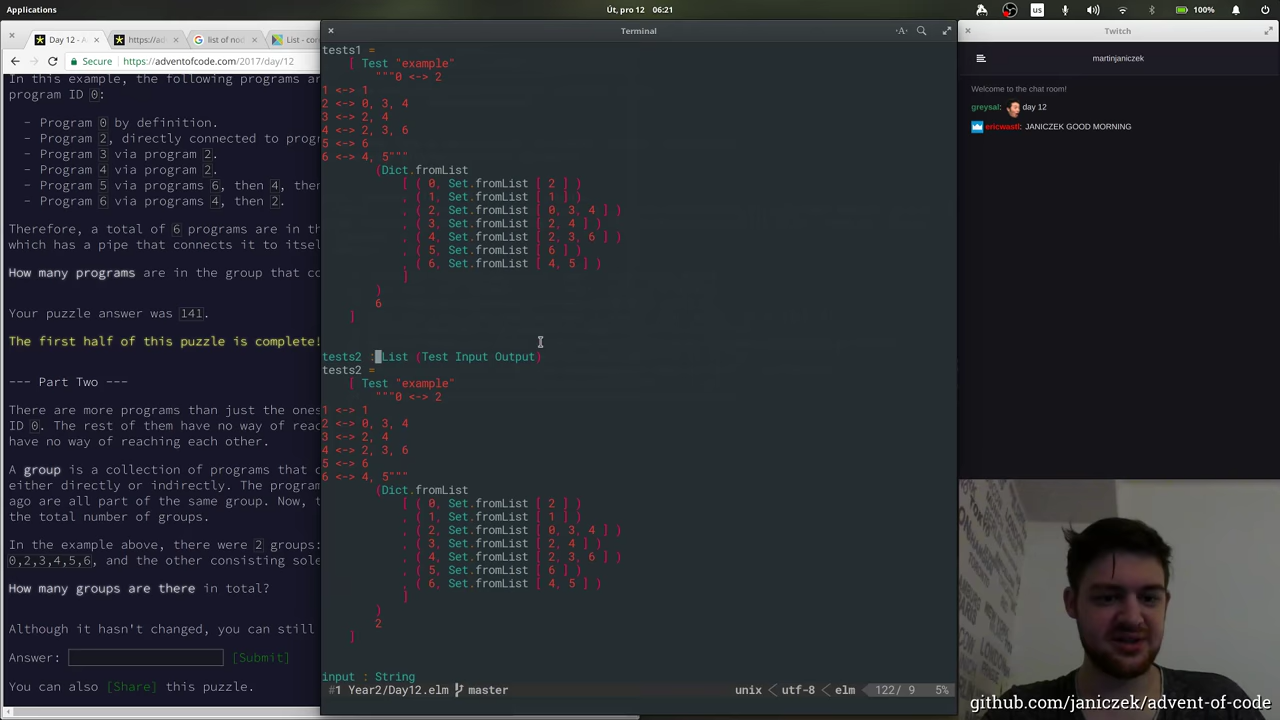 Applications
Út, pro 12 06:21
us
100%
Day 12 -
https://ad
list of no
List - cor
Terminal
Twitch
Secure https://adventofcode.com/2017/day/12
In this example, the following programs are
program ID 0:
- Program 0 by definition.
- Program 2, directly connected to progr
- Program 3 via program 2.
- Program 4 via program 2.
- Program 5 via programs 6, then 4, the
- Program 6 via programs 4, then 2.
Therefore, a total of 6 programs are in th
which has a pipe that connects it to itsel
How many programs are in the group that co
Your puzzle answer was 141.
The first half of this puzzle is complete!
--- Part Two ---
There are more programs than just the ones
ID 0. The rest of them have no way of reac
have no way of reaching each other.
A group is a collection of programs that c
either directly or indirectly. The program
ago are all part of the same group. Now, t
the total number of groups.
In the example above, there were 2 groups:
0,2,3,4,5,6, and the other consisting sole
How many groups are there in total?
Although it hasn't changed, you can still
Answer: [Submit]
You can also [Share] this puzzle.
tests1 =
[ Test "example"
"""0 <-> 2
1 <-> 1
2 <-> 0, 3, 4
3 <-> 2, 4
4 <-> 2, 3, 6
5 <-> 6
6 <-> 4, 5"""
(Dict.fromList
[ ( 0, Set.fromList [ 2 ] )
, ( 1, Set.fromList [ 1 ] )
, ( 2, Set.fromList [ 0, 3, 4 ] )
, ( 3, Set.fromList [ 2, 4 ] )
, ( 4, Set.fromList [ 2, 3, 6 ] )
, ( 5, Set.fromList [ 6 ] )
, ( 6, Set.fromList [ 4, 5 ] )
]
)
6
]
tests2 : List (Test Input Output)
tests2 =
[ Test "example"
"""0 <-> 2
1 <-> 1
2 <-> 0, 3, 4
3 <-> 2, 4
4 <-> 2, 3, 6
5 <-> 6
6 <-> 4, 5"""
(Dict.fromList
[ ( 0, Set.fromList [ 2 ] )
, ( 1, Set.fromList [ 1 ] )
, ( 2, Set.fromList [ 0, 3, 4 ] )
, ( 3, Set.fromList [ 2, 4 ] )
, ( 4, Set.fromList [ 2, 3, 6 ] )
, ( 5, Set.fromList [ 6 ] )
, ( 6, Set.fromList [ 4, 5 ] )
]
)
2
]
input : String
#1 Year2/Day12.elm master unix < utf-8 < elm 122/ 9 5%
martinjaniczek
Welcome to the chat room!
greysal: day 12
ericwastl: JANICZEK GOOD MORNING
github.com/janiczek/advent-of-code